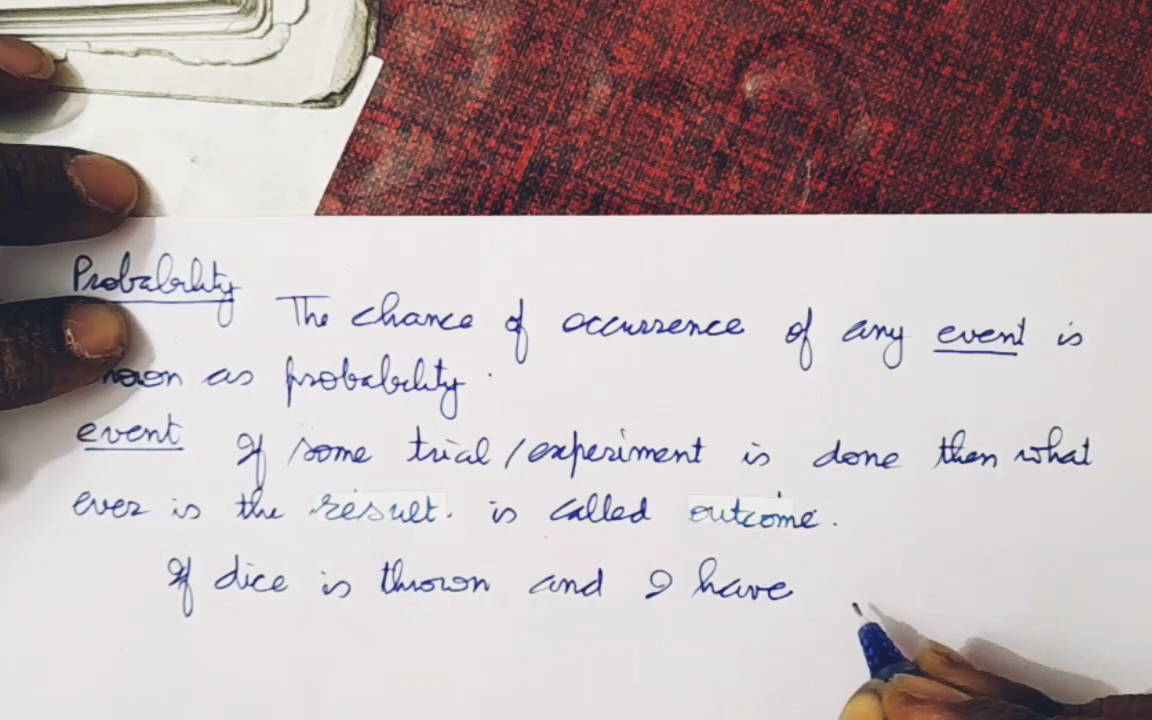 Probability The chance of occurrence of any event is
known as probability.
event If some trial/experiment is done then what
ever is the result. is called outcome.
If dice is thrown and I have